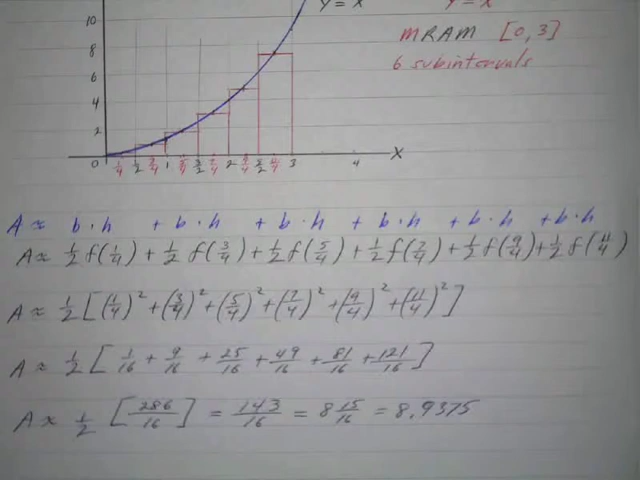 y = x y = x
10
MRAM [0,3]
8
6 subintervals
6
4
2
0 1/4 1/2 3/4 1 5/4 3/2 7/4 2 9/4 5/2 11/4 3 4 X
A ≈ b·h + b·h + b·h + b·h + b·h + b·h
A ≈ 1/2 f(1/4) + 1/2 f(3/4) + 1/2 f(5/4) + 1/2 f(7/4) + 1/2 f(9/4) + 1/2 f(11/4)
A ≈ 1/2 [(1/4)² + (3/4)² + (5/4)² + (7/4)² + (9/4)² + (11/4)²]
A ≈ 1/2 [1/16 + 9/16 + 25/16 + 49/16 + 81/16 + 121/16]
A ≈ 1/2 [286/16] = 143/16 = 8 15/16 = 8.9375